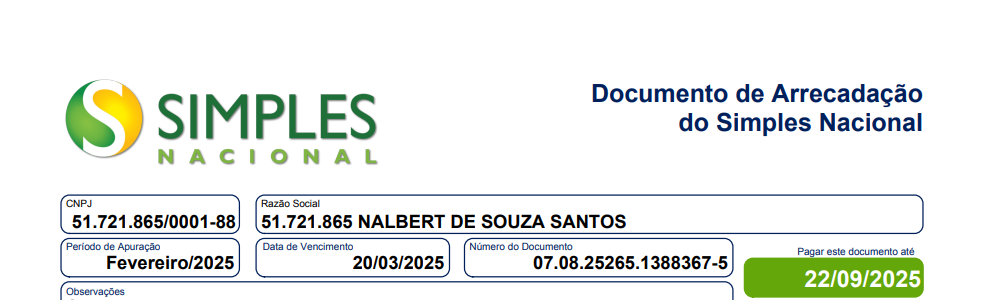 SIMPLES
NACIONAL
Documento de Arrecadação
do Simples Nacional
CNPJ
51.721.865/0001-88
Razão Social
51.721.865 NALBERT DE SOUZA SANTOS
Período de Apuração
Fevereiro/2025
Data de Vencimento
20/03/2025
Número do Documento
07.08.25265.1388367-5
Pagar este documento até
22/09/2025
Observações